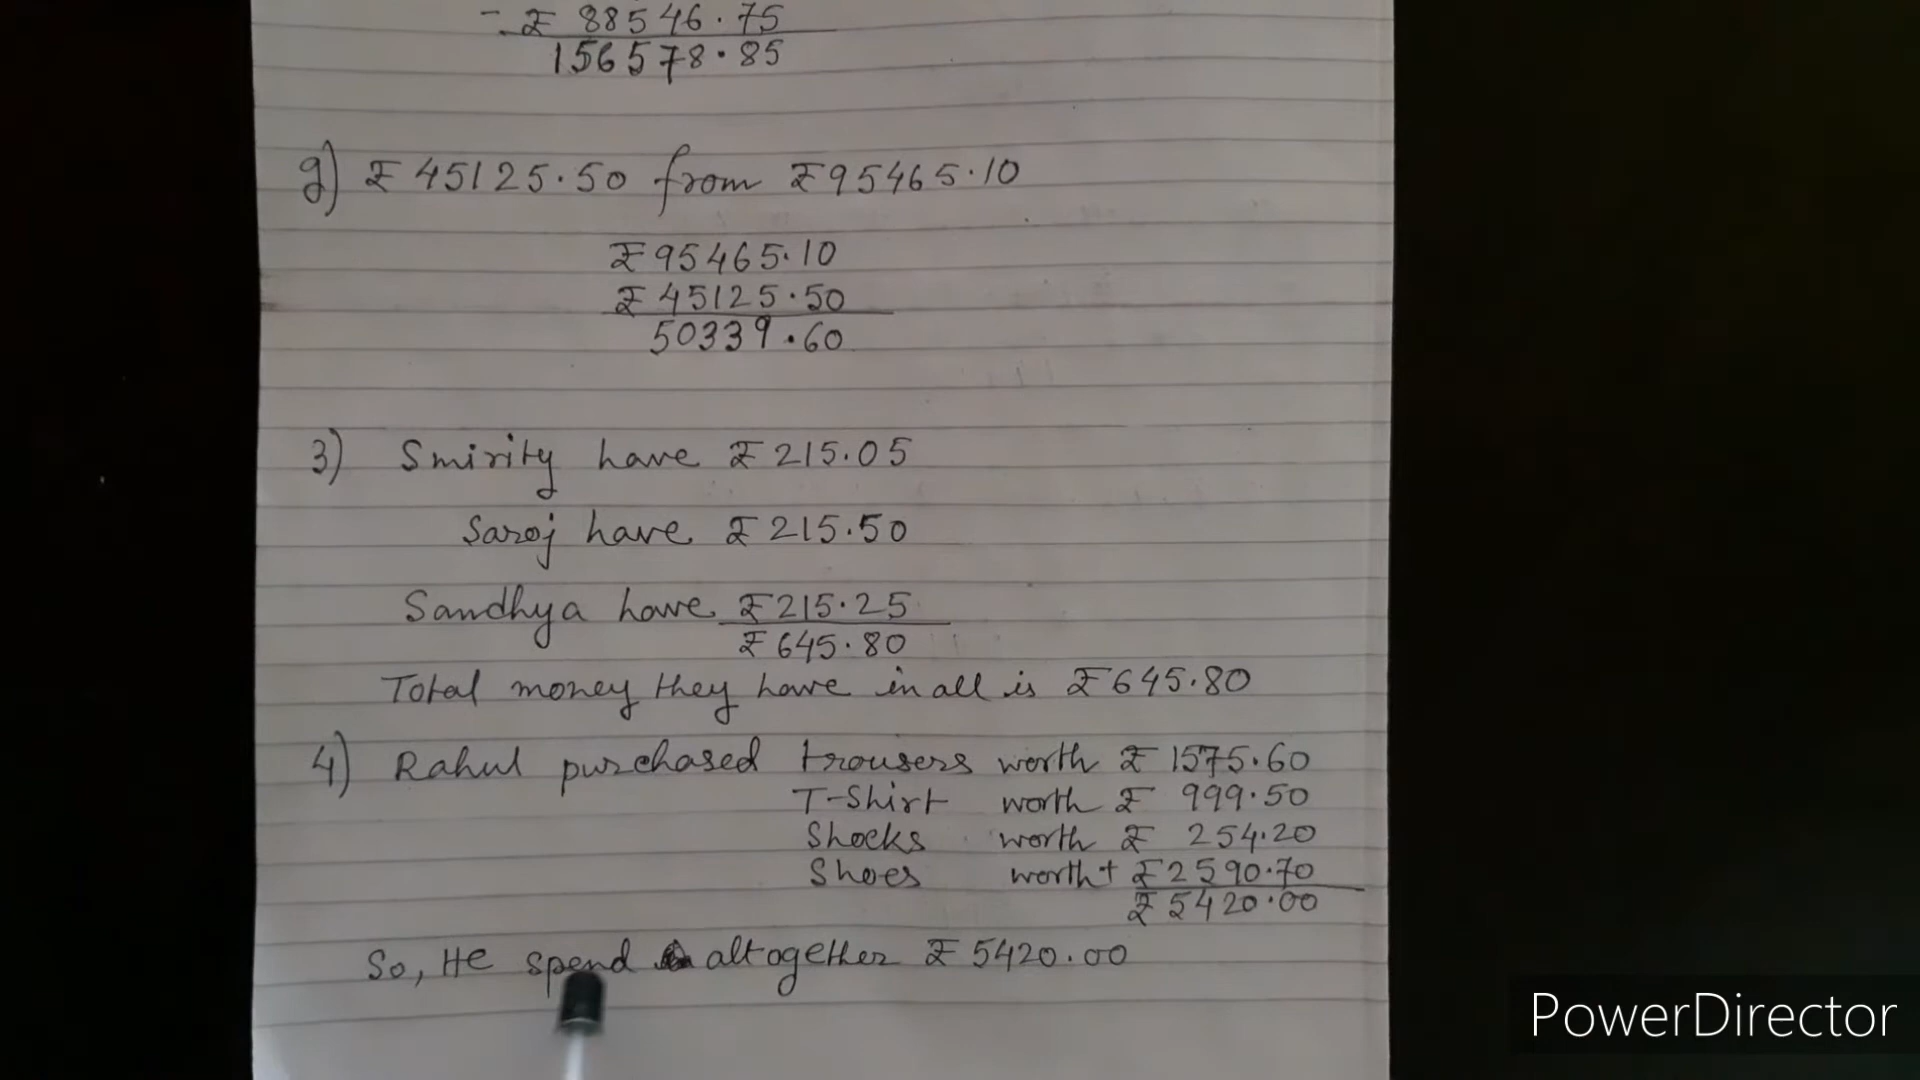 - ₹ 88546.75
156578.85
g) ₹ 45125.50 from ₹95465.10
₹95465.10
₹ 45125.50
50339.60
3) Smirity have ₹ 215.05
Saroj have ₹ 215.50
Sandhya have ₹215.25
₹ 645.80
Total money they have in all is ₹645.80
4) Rahul purchased trousers worth ₹ 1575.60
T-Shirt worth ₹ 999.50
Shocks worth ₹ 254.20
Shoes worth + ₹2590.70
₹ 5420.00
So, He spend altogether ₹ 5420.00
PowerDirector